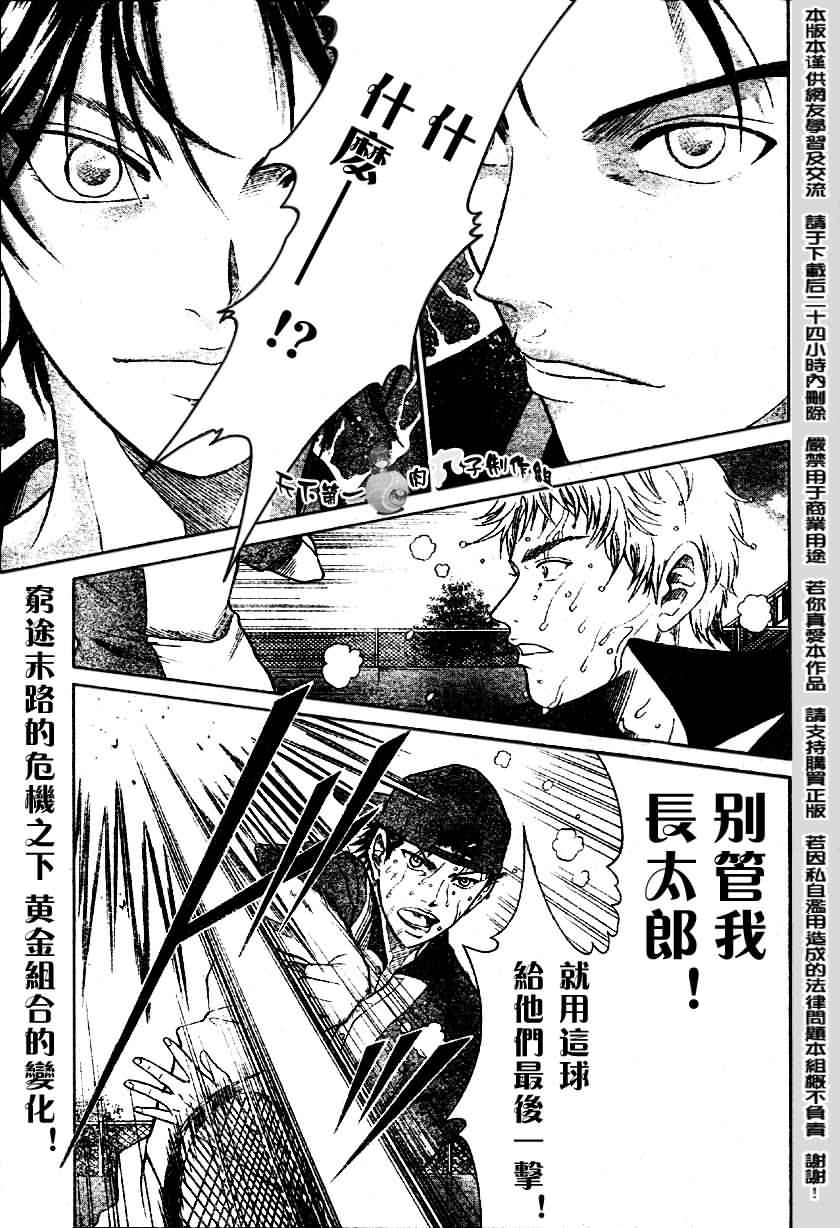 什
什
麼——
!?
天下第一肉丸子制作組
別管我
長太郎！
就用這球
給他們最後一擊！
窮途末路的危機之下 黃金組合的變化！
本版本僅供網友學習及交流 請于下載后二十四小時內刪除 嚴禁用于商業用途 若你真愛本作品 請支持購買正版 若因私自濫用造成的法律問題本組概不負責 謝謝！